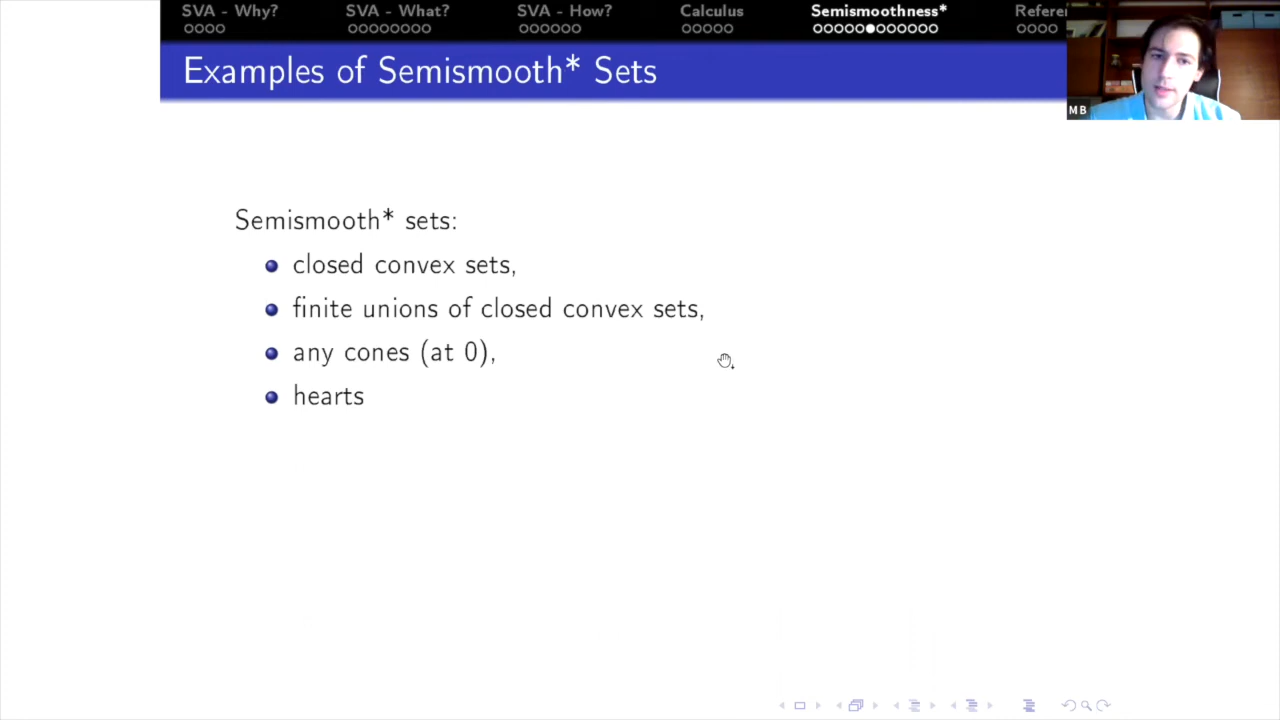 SVA - Why? SVA - What? SVA - How? Calculus Semismoothness*
Examples of Semismooth* Sets
MB
Semismooth* sets:
closed convex sets,
finite unions of closed convex sets,
any cones (at 0),
hearts